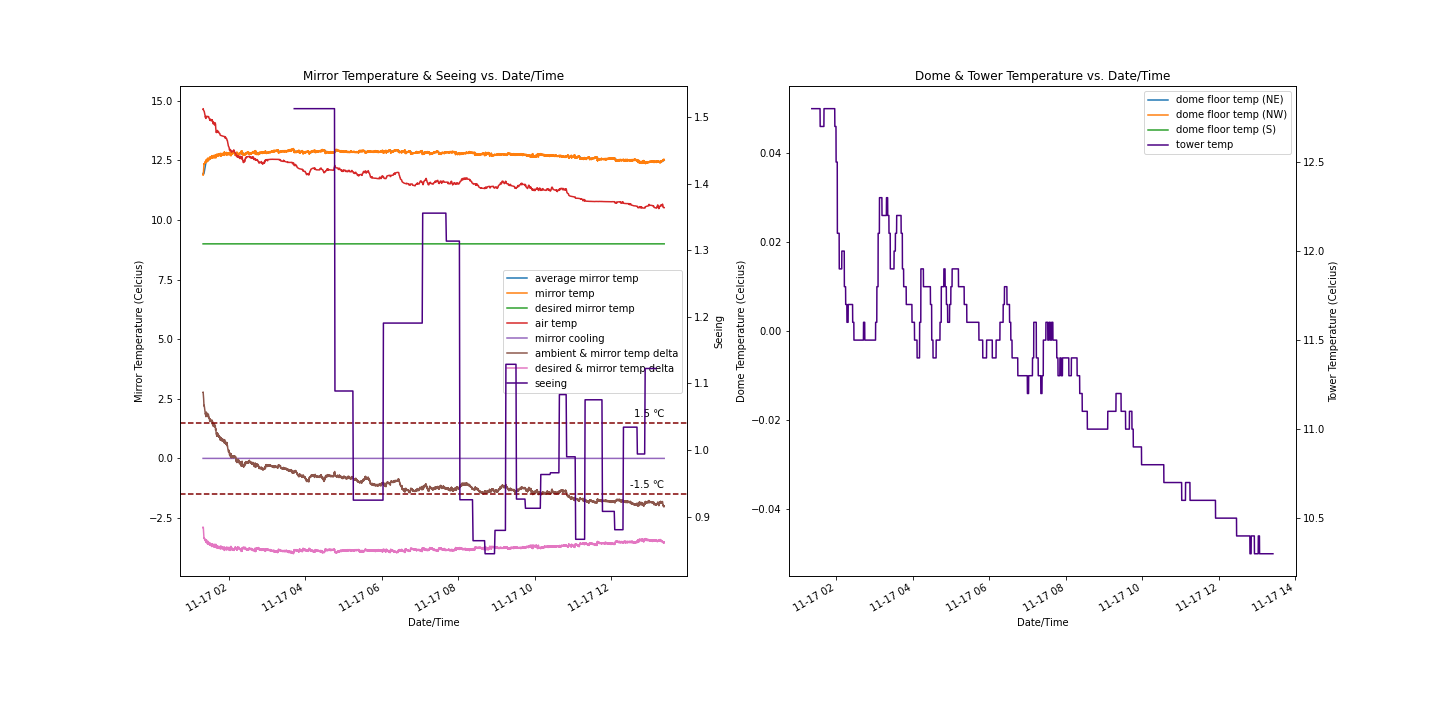 Mirror Temperature & Seeing vs. Date/Time
Mirror Temperature (Celcius)
15.0
12.5
10.0
7.5
5.0
2.5
0.0
−2.5
average mirror temp
mirror temp
desired mirror temp
air temp
mirror cooling
ambient & mirror temp delta
desired & mirror temp delta
seeing
1.5 °C
-1.5 °C
1.5
1.4
1.3
1.2
1.1
1.0
0.9
Seeing
11-17 02
11-17 04
11-17 06
11-17 08
11-17 10
11-17 12
Date/Time
Dome & Tower Temperature vs. Date/Time
Dome Temperature (Celcius)
0.04
0.02
0.00
−0.02
−0.04
dome floor temp (NE)
dome floor temp (NW)
dome floor temp (S)
tower temp
12.5
12.0
11.5
11.0
10.5
Tower Temperature (Celcius)
11-17 02
11-17 04
11-17 06
11-17 08
11-17 10
11-17 12
11-17 14
Date/Time